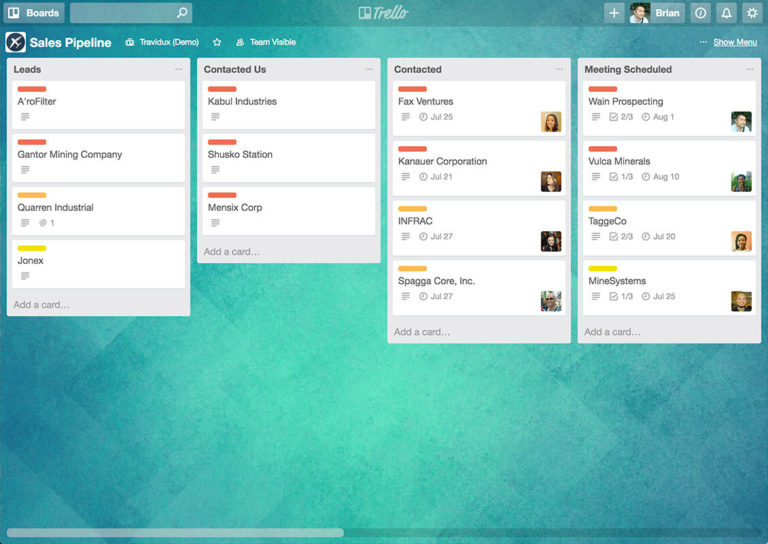 Boards
Trello
Brian
Sales Pipeline
Travidux (Demo)
Team Visible
Show Menu
Leads
A'roFilter
Gantor Mining Company
Quarren Industrial
1
Jonex
Add a card…
Contacted Us
Kabul Industries
Shusko Station
Mensix Corp
Add a card…
Contacted
Fax Ventures
Jul 25
Kanauer Corporation
Jul 21
INFRAC
Jul 27
Spagga Core, Inc.
Jul 27
Add a card…
Meeting Scheduled
Wain Prospecting
2/3 Aug 1
Vulca Minerals
1/3 Aug 10
TaggeCo
2/3 Jul 20
MineSystems
1/3 Jul 25
Add a card…